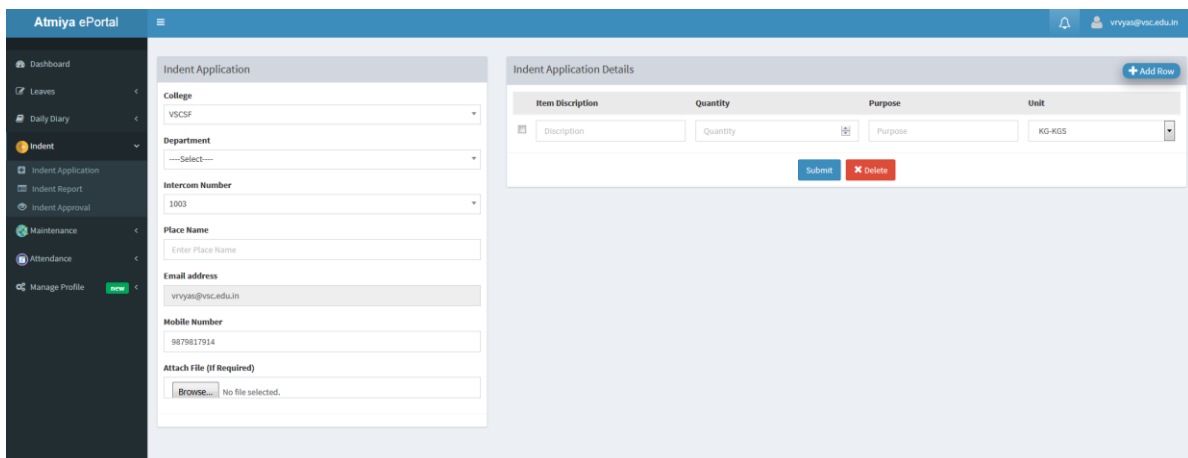 Atmiya ePortal
vrvyas@vsc.edu.in
Dashboard
Leaves
Daily Diary
Indent
Indent Application
Indent Report
Indent Approval
Maintenance
Attendance
Manage Profile new
Indent Application
College
VSCSF
Department
----Select----
Intercom Number
1003
Place Name
Enter Place Name
Email address
vrvyas@vsc.edu.in
Mobile Number
9879817914
Attach File (If Required)
Browse... No file selected.
Indent Application Details
Add Row
Item Discription Quantity Purpose Unit
Discription Quantity Purpose KG-KGS
Submit Delete